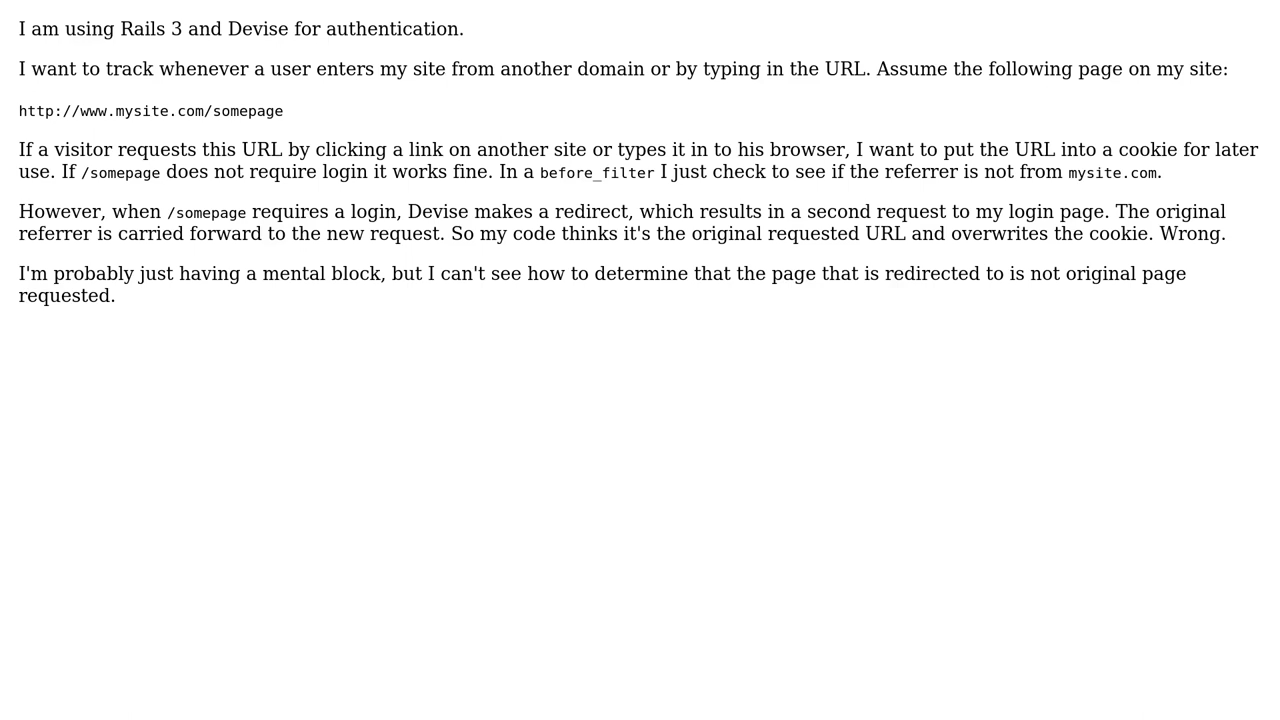 I am using Rails 3 and Devise for authentication.
I want to track whenever a user enters my site from another domain or by typing in the URL. Assume the following page on my site:
http://www.mysite.com/somepage
If a visitor requests this URL by clicking a link on another site or types it in to his browser, I want to put the URL into a cookie for later
use. If /somepage does not require login it works fine. In a before_filter I just check to see if the referrer is not from mysite.com.
However, when /somepage requires a login, Devise makes a redirect, which results in a second request to my login page. The original
referrer is carried forward to the new request. So my code thinks it's the original requested URL and overwrites the cookie. Wrong.
I'm probably just having a mental block, but I can't see how to determine that the page that is redirected to is not original page
requested.